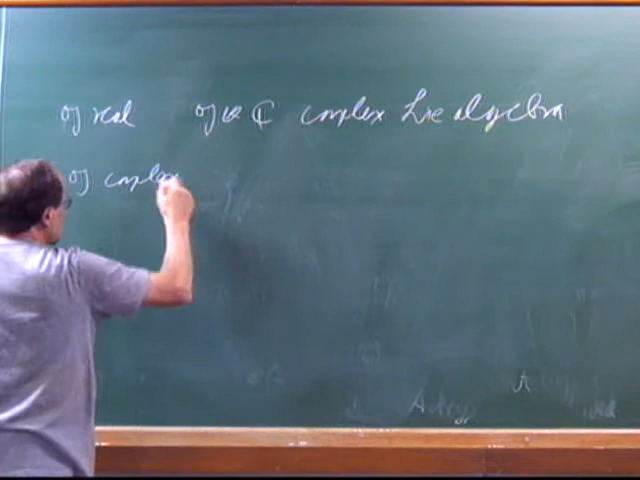 𝔤 real 𝔤 ⊗ ℂ complex Lie algebra
𝔤 complex